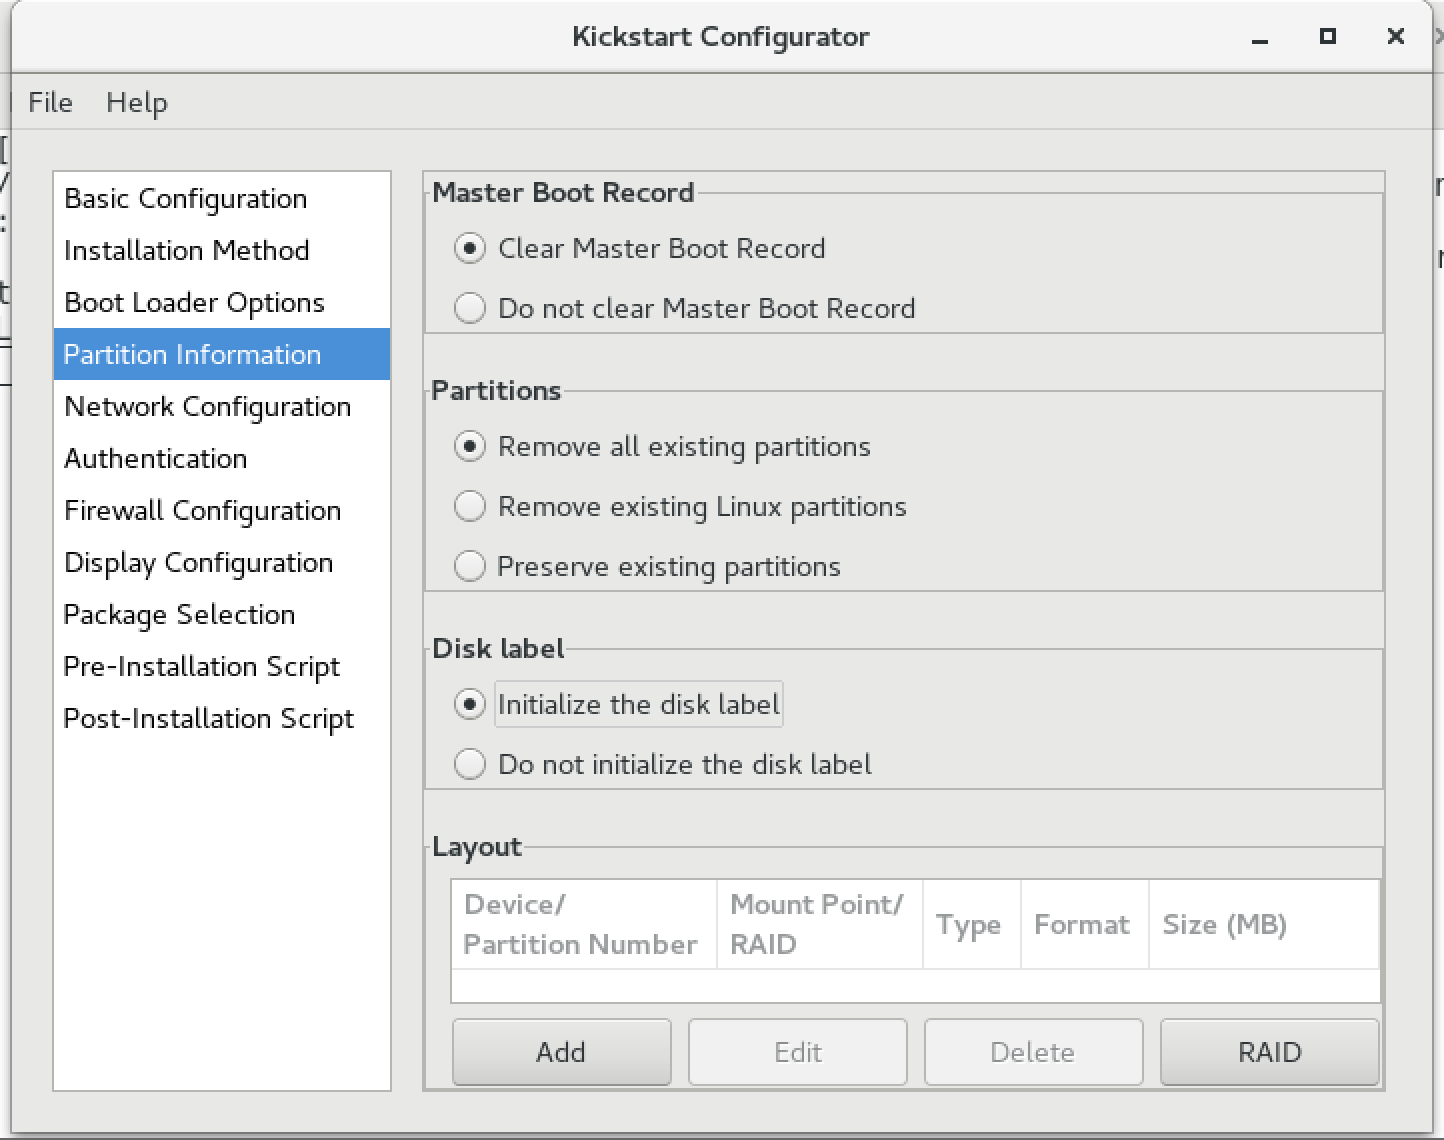 Kickstart Configurator
File Help
Basic Configuration
Installation Method
Boot Loader Options
Partition Information
Network Configuration
Authentication
Firewall Configuration
Display Configuration
Package Selection
Pre-Installation Script
Post-Installation Script
Master Boot Record
Clear Master Boot Record
Do not clear Master Boot Record
Partitions
Remove all existing partitions
Remove existing Linux partitions
Preserve existing partitions
Disk label
Initialize the disk label
Do not initialize the disk label
Layout
Device/
Partition Number
Mount Point/
RAID
Type
Format
Size (MB)
Add
Edit
Delete
RAID